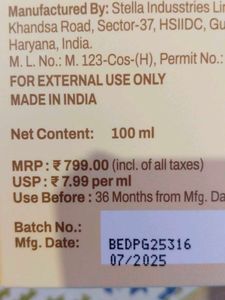 Manufactured By: Stella Indusstries Lim
Khandsa Road, Sector-37, HSIIDC, Gu
Haryana, India.
M. L. No.: M. 123-Cos-(H), Permit No.:
FOR EXTERNAL USE ONLY
MADE IN INDIA
Net Content: 100 ml
MRP : ₹ 799.00 (incl. of all taxes)
USP : ₹ 7.99 per ml
Use Before : 36 Months from Mfg. Da
Batch No.: BEDPG25316
Mfg. Date: 07/2025